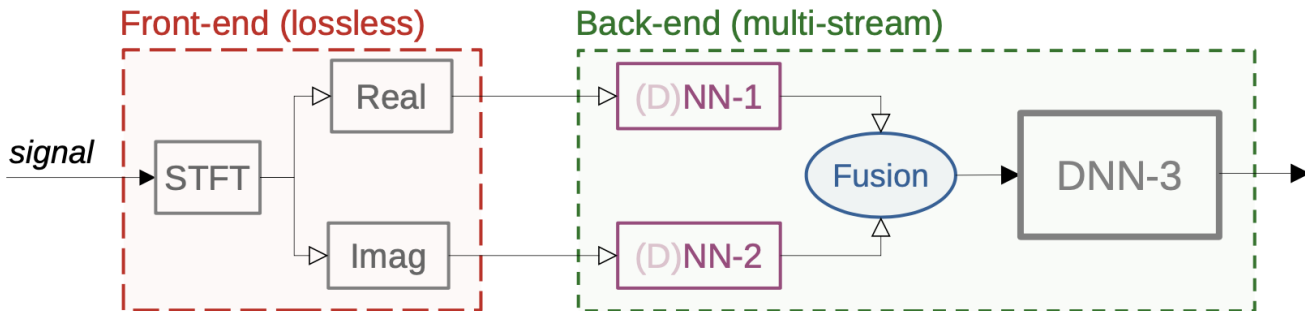 Front-end (lossless)
Back-end (multi-stream)
signal
STFT
Real
Imag
(D)NN-1
(D)NN-2
Fusion
DNN-3